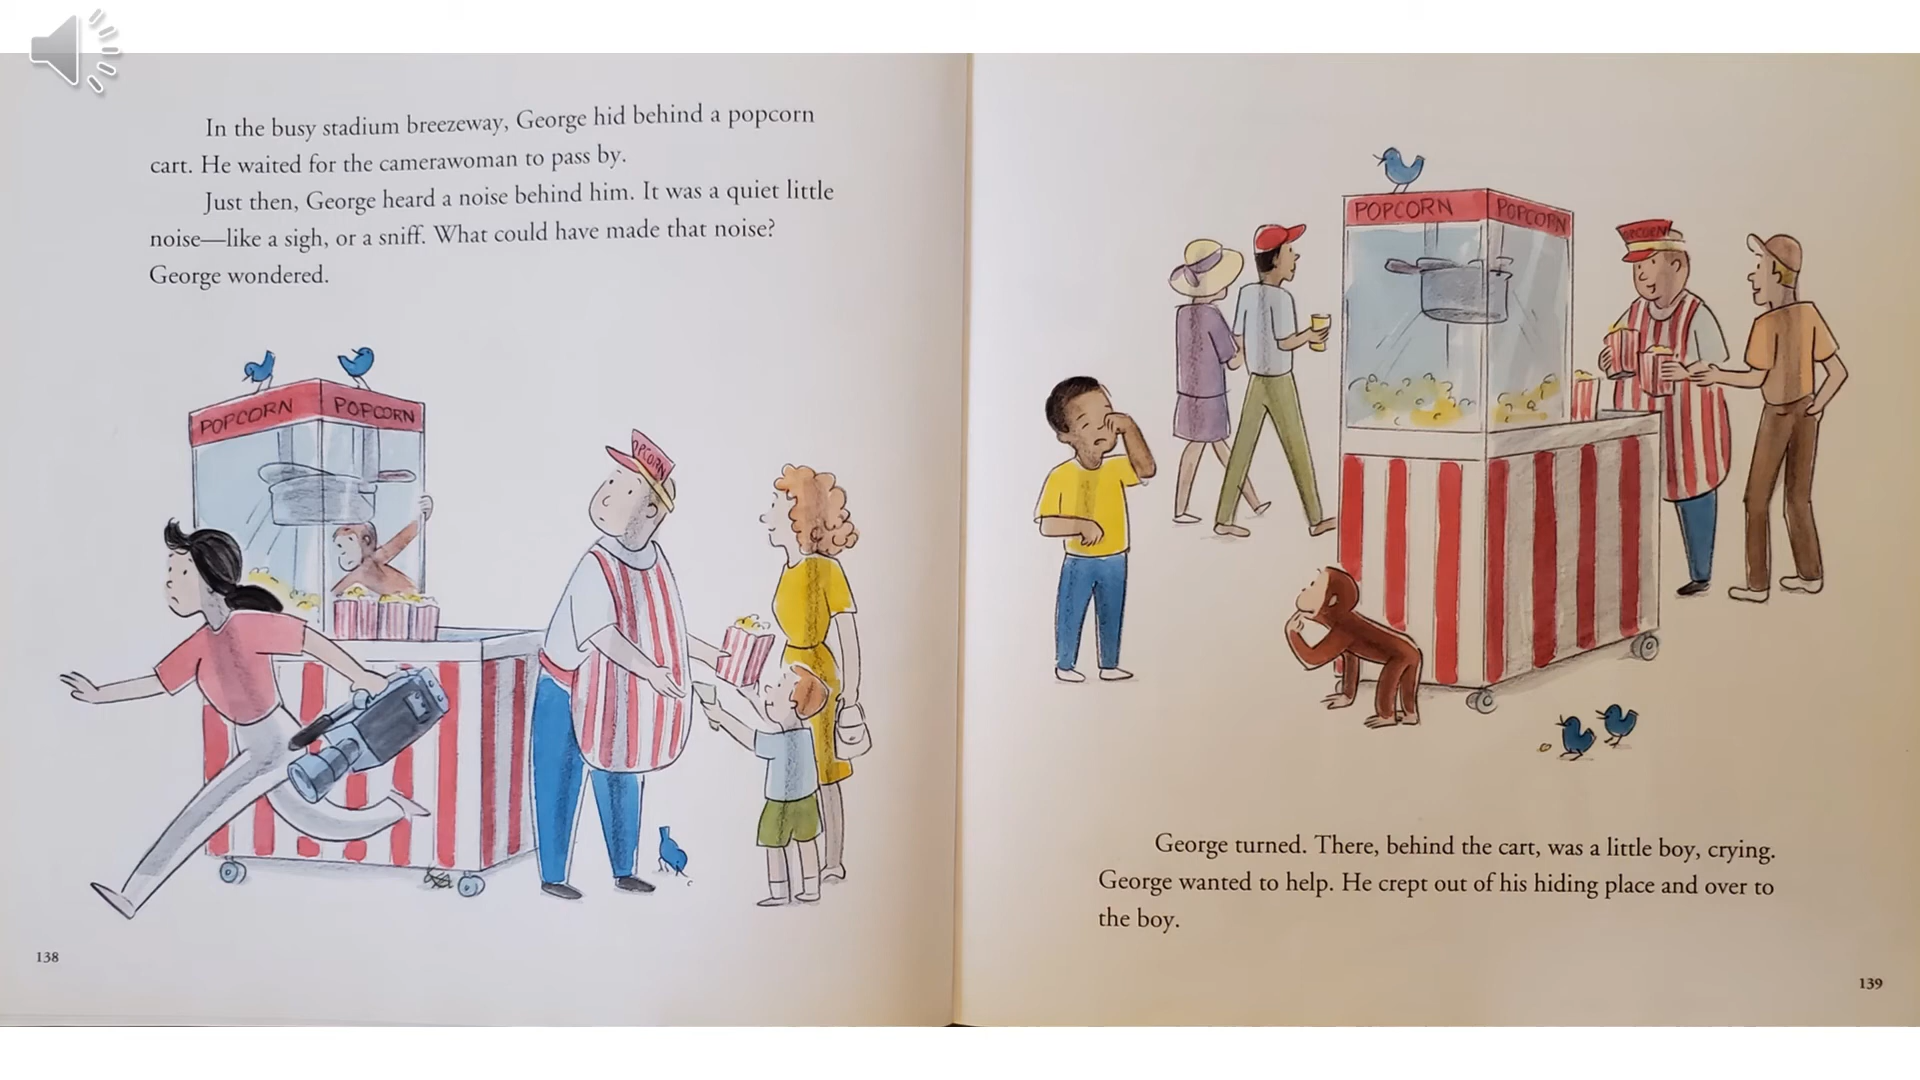 In the busy stadium breezeway, George hid behind a popcorn
cart. He waited for the camerawoman to pass by.
Just then, George heard a noise behind him. It was a quiet little
noise—like a sigh, or a sniff. What could have made that noise?
George wondered.
POPCORN POPCORN
OPCORN
138
POPCORN POPCORN
OPCORN
George turned. There, behind the cart, was a little boy, crying.
George wanted to help. He crept out of his hiding place and over to
the boy.
139